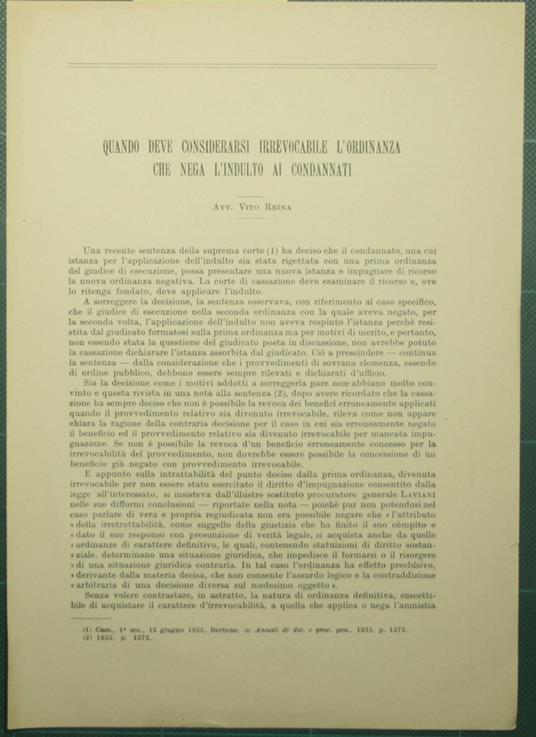 QUANDO DEVE CONSIDERARSI IRREVOCABILE L'ORDINANZA
CHE NEGA L'INDULTO AI CONDANNATI
Avv. Vito Reina
Una recente sentenza della suprema corte (1) ha deciso che il condannato, una cui
istanza per l'applicazione dell'indulto sia stata rigettata con una prima ordinanza
del giudice di esecuzione, possa presentare una nuova istanza e impugnare di ricorso
la nuova ordinanza negativa. La corte di cassazione deve esaminare il ricorso e, ove
lo ritenga fondato, deve applicare l'indulto.
A sorreggere la decisione, la sentenza osservava, con riferimento al caso specifico,
che il giudice di esecuzione nella seconda ordinanza con la quale aveva negato, per
la seconda volta, l'applicazione dell'indulto non aveva respinto l'istanza perchè resi-
stita dal giudicato formatosi sulla prima ordinanza ma per motivi di merito, e pertanto,
non essendo stata la questione del giudicato posta in discussione, non avrebbe potuto
la cassazione dichiarare l'istanza assorbita dal giudicato. Ciò a prescindere — continua
la sentenza — dalla considerazione che i provvedimenti di sovrana clemenza, essendo
di ordine pubblico, debbono essere sempre rilevati e dichiarati d'ufficio.
Sia la decisione come i motivi addotti a sorreggerla pare non abbiano molto con-
vinto e questa rivista in una nota alla sentenza (2), dopo avere ricordato che la cassa-
zione ha sempre deciso che non è possibile la revoca dei benefici erroneamente applicati
quando il provvedimento relativo sia divenuto irrevocabile, rileva come non appare
chiara la ragione della contraria decisione per il caso in cui sia erroneamente negato
il beneficio ed il provvedimento relativo sia divenuto irrevocabile per mancata impu-
gnazione. Se non è possibile la revoca d'un beneficio erroneamente concesso per la
irrevocabilità del provvedimento, non dovrebbe essere possibile la concessione di un
beneficio già negato con provvedimento irrevocabile.
E appunto sulla intrattabilità del punto deciso dalla prima ordinanza, divenuta
irrevocabile per non essere stato esercitato il diritto d'impugnazione consentito dalla
legge all'interessato, si insisteva dall'illustre sostituto procuratore generale Laviani
nelle sue difformi conclusioni — riportate nella nota — poichè pur non potendosi nel
caso parlare di vera e propria regiudicata non era possibile negare che «l'attributo
« della irretrattabilità, come suggello della giustizia che ha finito il suo còmpito e
« dato il suo responso con presunzione di verità legale, si acquista anche da quelle
« ordinanze di carattere definitivo, le quali, contenendo statuizioni di diritto sostan-
« ziale, determinano una situazione giuridica, che impedisce il formarsi o il risorgere
« di una situazione giuridica contraria. In tal caso l'ordinanza ha effetto preclusivo,
« derivante dalla materia decisa, che non consente l'assurdo logico e la contraddizione
« arbitraria di una decisione diversa sul medesimo oggetto ».
Senza volere contrastare, in astratto, la natura di ordinanza definitiva, suscetti-
bile di acquistare il carattere d'irrevocabilità, a quella che applica o nega l'amnistia
(1) Cass., 1ª sez., 12 giugno 1935, Bertone, in Annali di dir. e proc. pen., 1935, p. 1372.
(2) 1935, p. 1372.